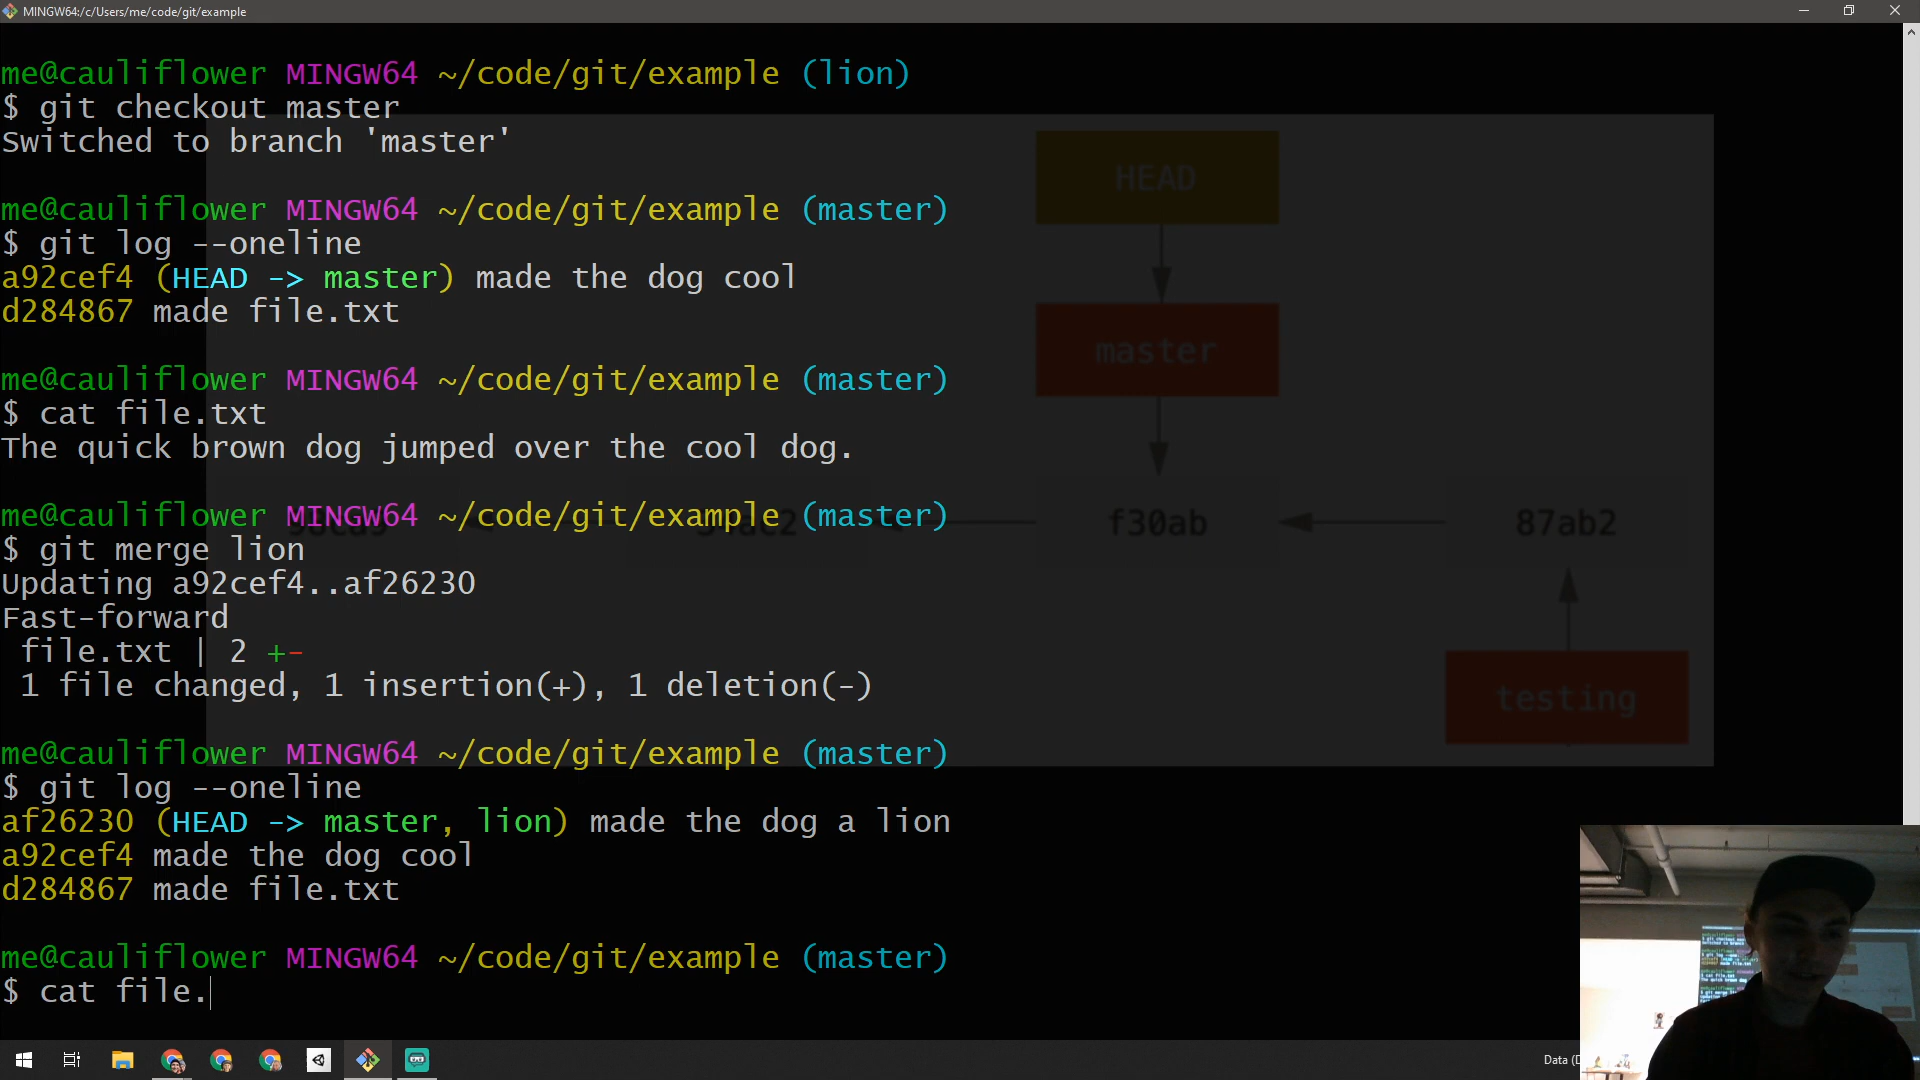 MINGW64:/c/Users/me/code/git/example
me@cauliflower MINGW64 ~/code/git/example (lion)
$ git checkout master
Switched to branch 'master'
me@cauliflower MINGW64 ~/code/git/example (master)
$ git log --oneline
a92cef4 (HEAD -> master) made the dog cool
d284867 made file.txt
me@cauliflower MINGW64 ~/code/git/example (master)
$ cat file.txt
The quick brown dog jumped over the cool dog.
me@cauliflower MINGW64 ~/code/git/example (master)
$ git merge lion
Updating a92cef4..af26230
Fast-forward
file.txt | 2 +-
1 file changed, 1 insertion(+), 1 deletion(-)
me@cauliflower MINGW64 ~/code/git/example (master)
$ git log --oneline
af26230 (HEAD -> master, lion) made the dog a lion
a92cef4 made the dog cool
d284867 made file.txt
me@cauliflower MINGW64 ~/code/git/example (master)
$ cat file.
HEAD
master
f30ab
87ab2
testing
Data